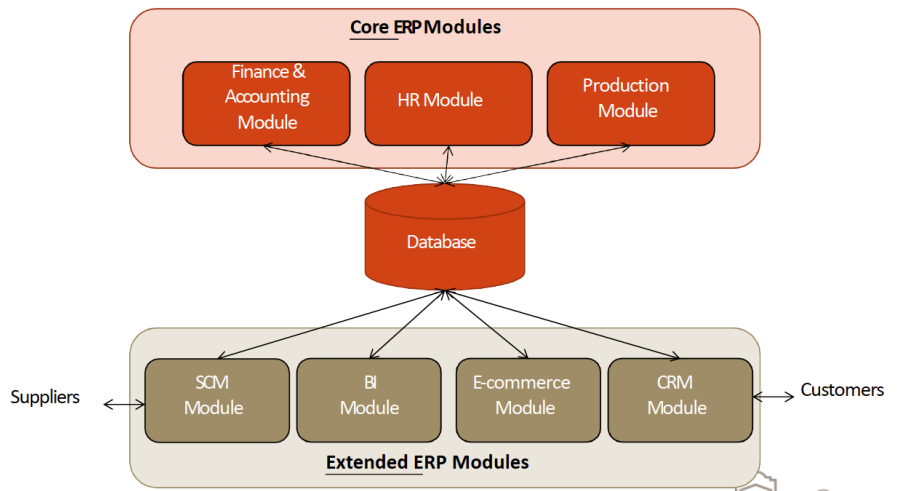 Core ERP Modules
Finance &
Accounting
Module
HR Module
Production
Module
Database
SCM
Module
BI
Module
E-commerce
Module
CRM
Module
Suppliers
Customers
Extended ERP Modules